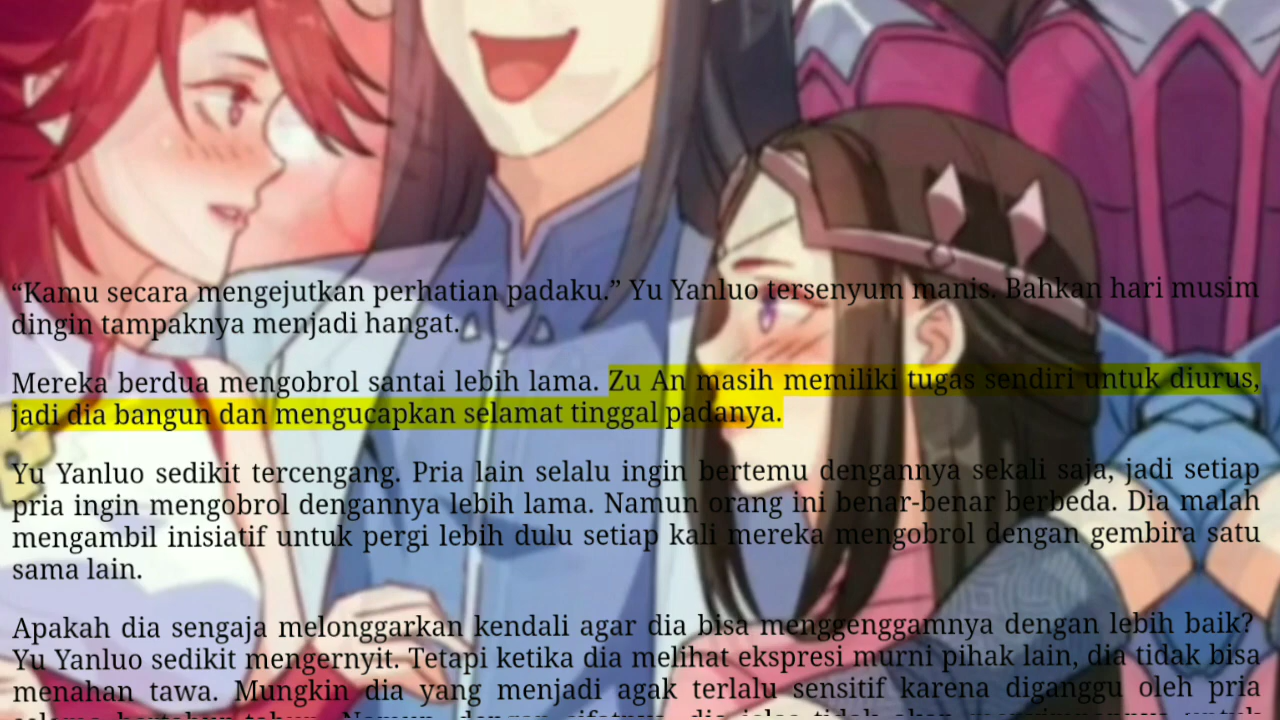 “Kamu secara mengejutkan perhatian padaku.” Yu Yanluo tersenyum manis. Bahkan hari musim
dingin tampaknya menjadi hangat.
Mereka berdua mengobrol santai lebih lama. Zu An masih memiliki tugas sendiri untuk diurus,
jadi dia bangun dan mengucapkan selamat tinggal padanya.
Yu Yanluo sedikit tercengang. Pria lain selalu ingin bertemu dengannya sekali saja, jadi setiap
pria ingin mengobrol dengannya lebih lama. Namun orang ini benar-benar berbeda. Dia malah
mengambil inisiatif untuk pergi lebih dulu setiap kali mereka mengobrol dengan gembira satu
sama lain.
Apakah dia sengaja melonggarkan kendali agar dia bisa menggenggamnya dengan lebih baik?
Yu Yanluo sedikit mengernyit. Tetapi ketika dia melihat ekspresi murni pihak lain, dia tidak bisa
menahan tawa. Mungkin dia yang menjadi agak terlalu sensitif karena diganggu oleh pria